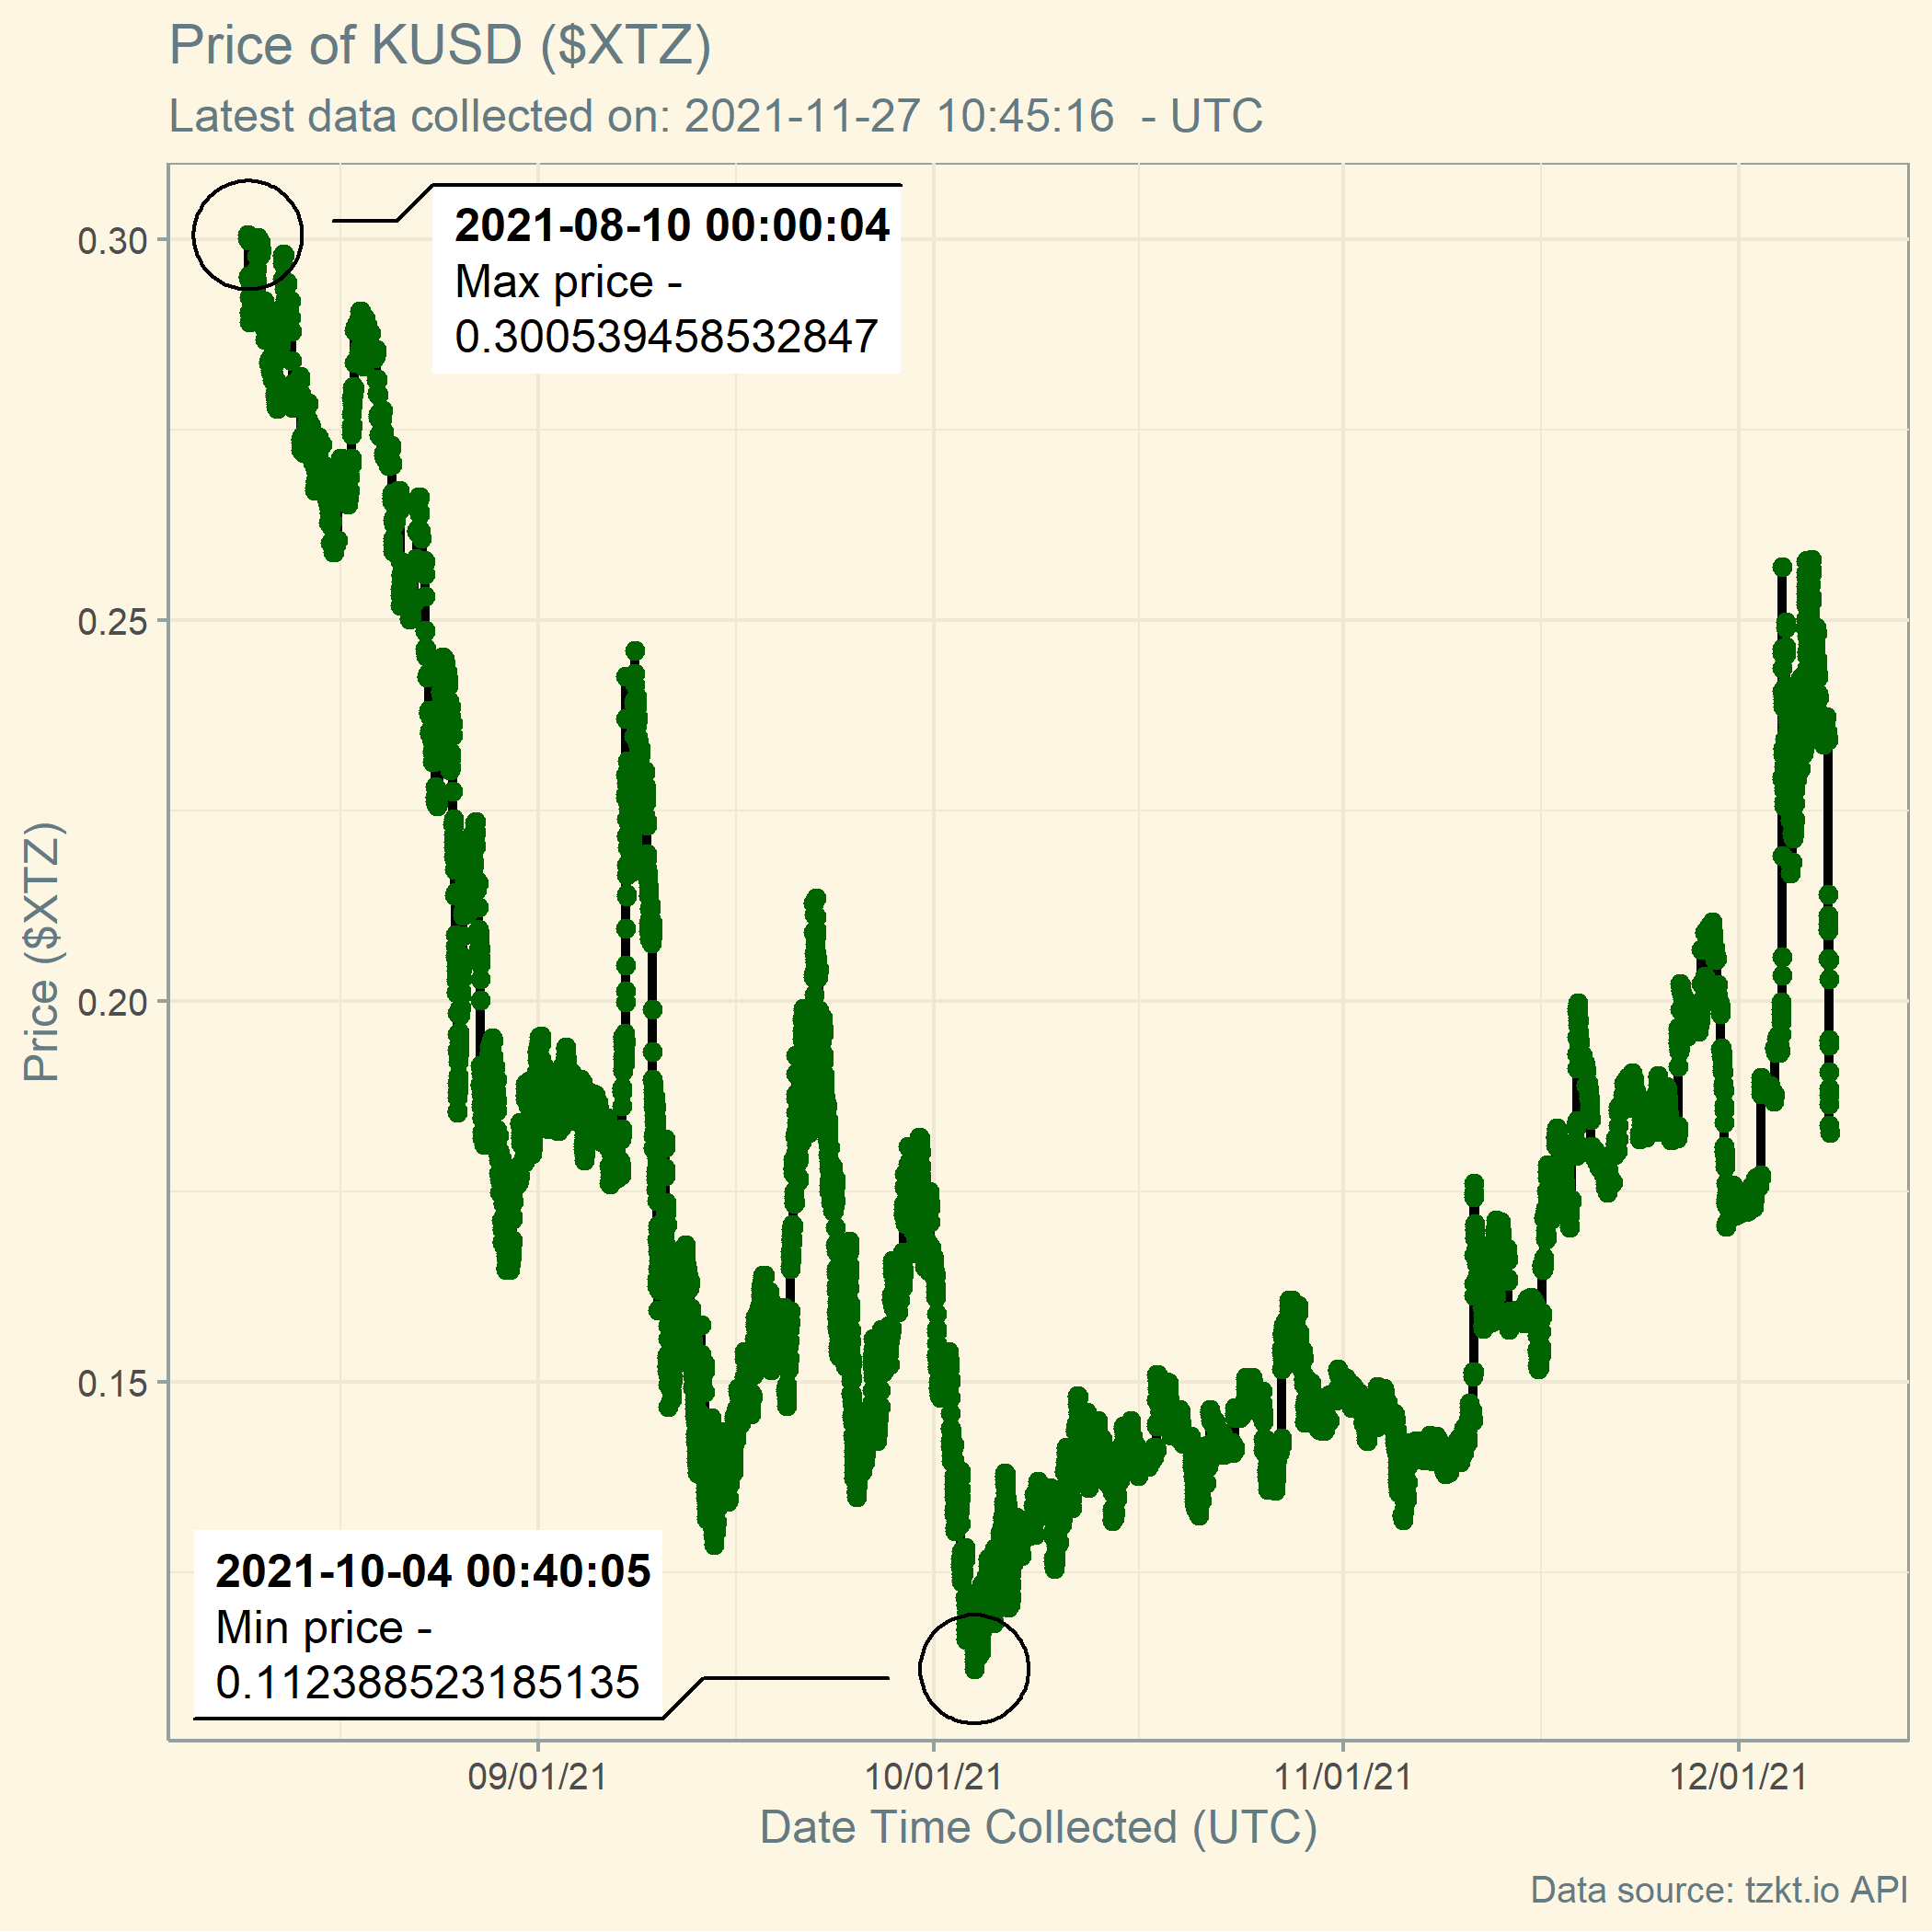 Price of KUSD ($XTZ)
Latest data collected on: 2021-11-27 10:45:16 - UTC
2021-08-10 00:00:04
Max price -
0.300539458532847
0.30
0.25
0.20
0.15
Price ($XTZ)
2021-10-04 00:40:05
Min price -
0.112388523185135
09/01/21
10/01/21
11/01/21
12/01/21
Date Time Collected (UTC)
Data source: tzkt.io API